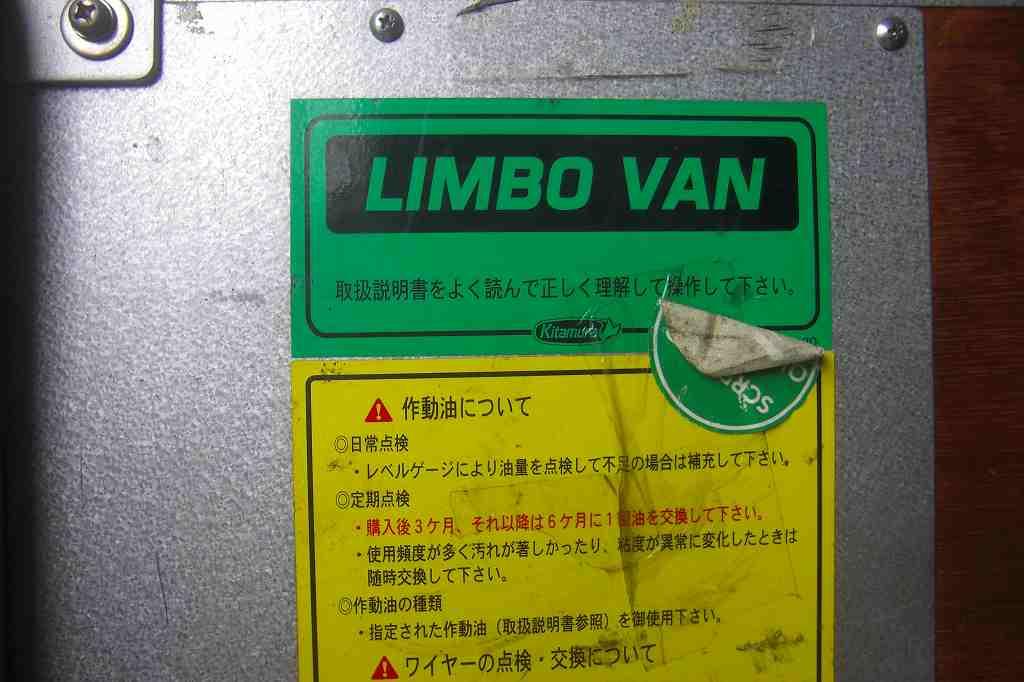 LIMBO VAN
取扱説明書をよく読んで正しく理解して操作して下さい。
Kitamura
作動油について
◎日常点検
・レベルゲージにより油量を点検して不足の場合は補充して下さい。
◎定期点検
・購入後3ケ月、それ以降は6ケ月に1回油を交換して下さい。
・使用頻度が多く汚れが著しかったり、粘度が異常に変化したときは
随時交換して下さい。
◎作動油の種類
・指定された作動油（取扱説明書参照）を御使用下さい。
ワイヤーの点検・交換について